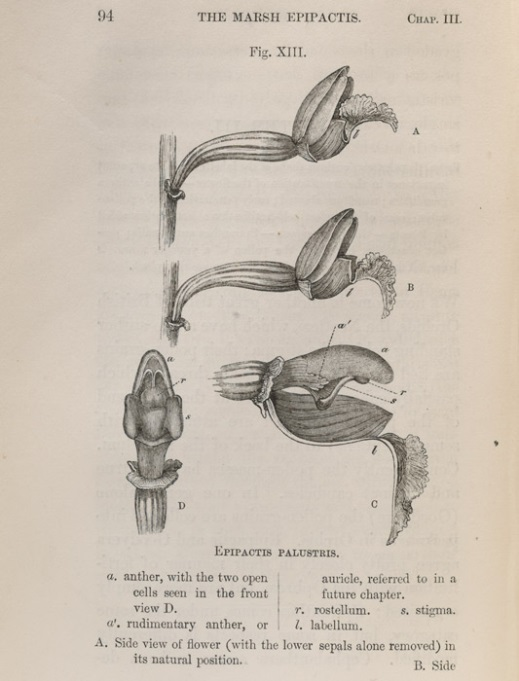 94 THE MARSH EPIPACTIS. CHAP. III.
Fig. XIII.
A
l
B
l
a'
a
a
r
r
s
s
l
C
D
EPIPACTIS PALUSTRIS.
a. anther, with the two open
cells seen in the front
view D.
a'. rudimentary anther, or
auricle, referred to in a
future chapter.
r. rostellum. s. stigma.
l. labellum.
A. Side view of flower (with the lower sepals alone removed) in
its natural position.
B. Side